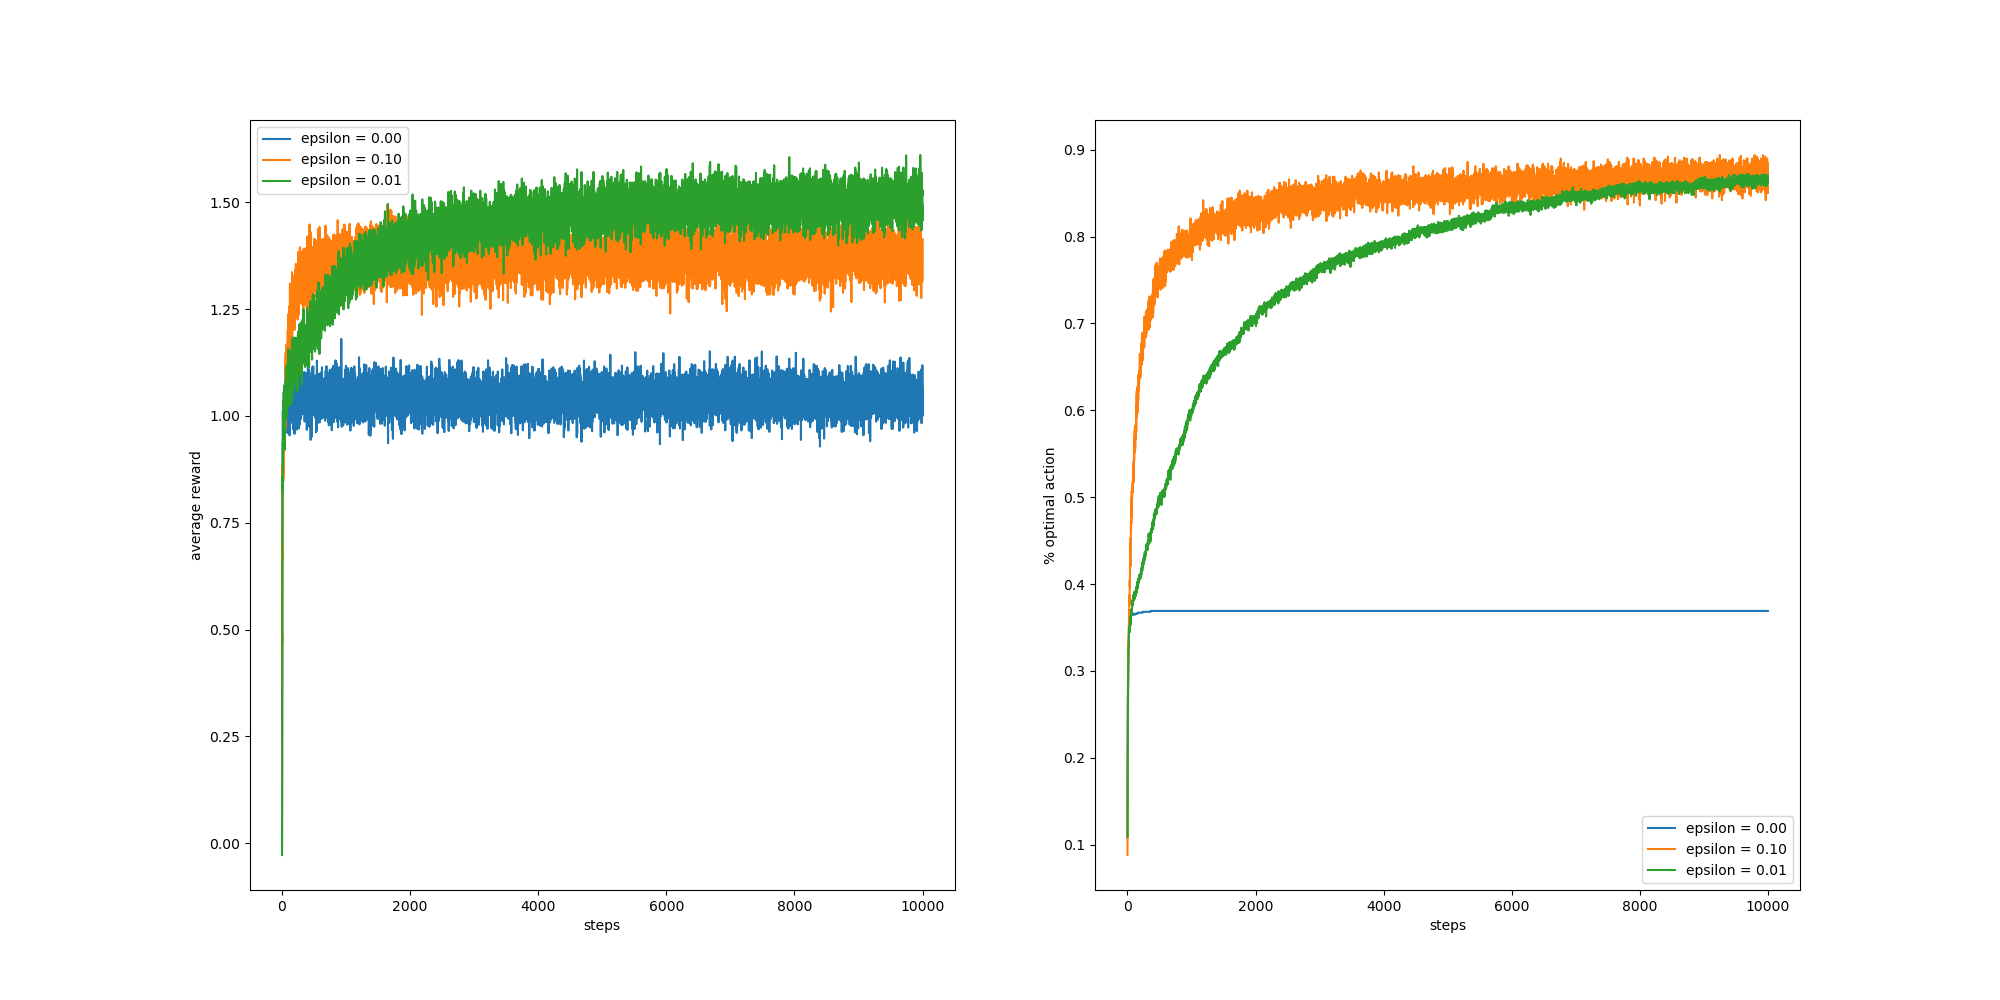 epsilon = 0.00
epsilon = 0.10
epsilon = 0.01
1.50
1.25
1.00
0.75
0.50
0.25
0.00
average reward
0 2000 4000 6000 8000 10000
steps
0.9
0.8
0.7
0.6
0.5
0.4
0.3
0.2
0.1
% optimal action
epsilon = 0.00
epsilon = 0.10
epsilon = 0.01
0 2000 4000 6000 8000 10000
steps